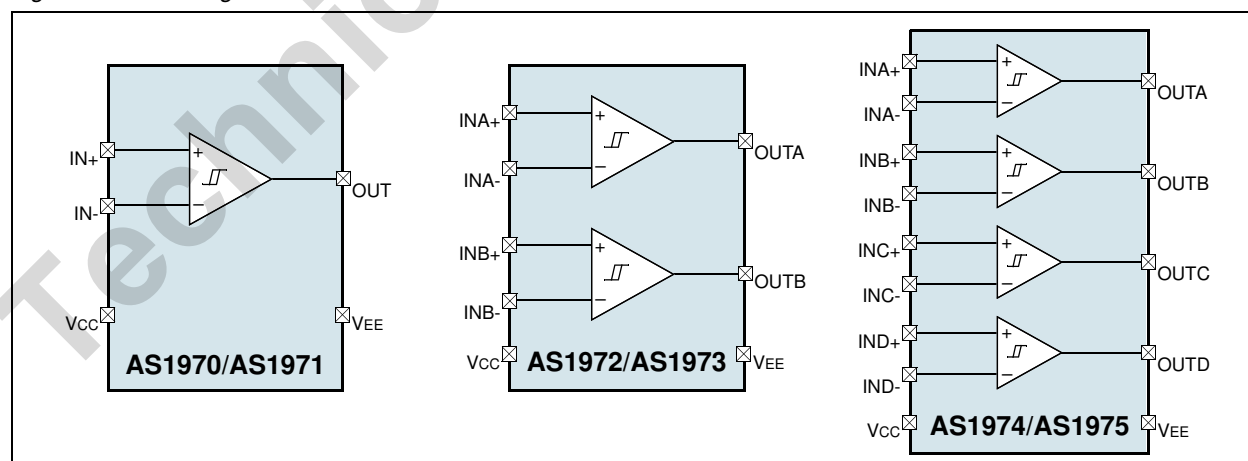 Technic
IN+
IN-
+
−
OUT
VCC
VEE
AS1970/AS1971
INA+
INA-
+
−
OUTA
INB+
INB-
+
−
OUTB
VCC
VEE
AS1972/AS1973
INA+
INA-
+
−
OUTA
INB+
INB-
+
−
OUTB
INC+
INC-
+
−
OUTC
IND+
IND-
+
−
OUTD
VCC
VEE
AS1974/AS1975